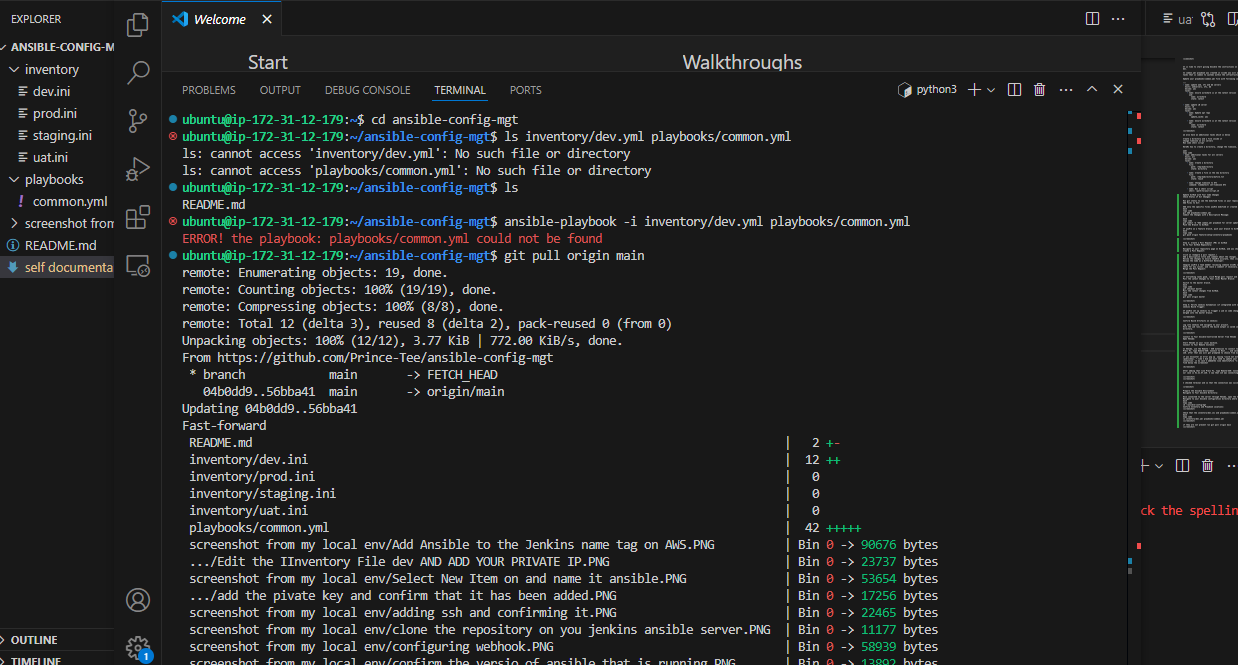 EXPLORER
ANSIBLE-CONFIG-M
inventory
dev.ini
prod.ini
staging.ini
uat.ini
playbooks
! common.yml
screenshot from
README.md
self documenta
OUTLINE
TIMELINE
1
Welcome
Start
Walkthroughs
PROBLEMS OUTPUT DEBUG CONSOLE TERMINAL PORTS
python3
ubuntu@ip-172-31-12-179:~$ cd ansible-config-mgt
ubuntu@ip-172-31-12-179:~/ansible-config-mgt$ ls inventory/dev.yml playbooks/common.yml
ls: cannot access 'inventory/dev.yml': No such file or directory
ls: cannot access 'playbooks/common.yml': No such file or directory
ubuntu@ip-172-31-12-179:~/ansible-config-mgt$ ls
README.md
ubuntu@ip-172-31-12-179:~/ansible-config-mgt$ ansible-playbook -i inventory/dev.yml playbooks/common.yml
ERROR! the playbook: playbooks/common.yml could not be found
ubuntu@ip-172-31-12-179:~/ansible-config-mgt$ git pull origin main
remote: Enumerating objects: 19, done.
remote: Counting objects: 100% (19/19), done.
remote: Compressing objects: 100% (8/8), done.
remote: Total 12 (delta 3), reused 8 (delta 2), pack-reused 0 (from 0)
Unpacking objects: 100% (12/12), 3.77 KiB | 772.00 KiB/s, done.
From https://github.com/Prince-Tee/ansible-config-mgt
* branch main -> FETCH_HEAD
04b0dd9..56bba41 main -> origin/main
Updating 04b0dd9..56bba41
Fast-forward
README.md | 2 +-
inventory/dev.ini | 12 ++
inventory/prod.ini | 0
inventory/staging.ini | 0
inventory/uat.ini | 0
playbooks/common.yml | 42 +++++
screenshot from my local env/Add Ansible to the Jenkins name tag on AWS.PNG | Bin 0 -> 90676 bytes
.../Edit the IInventory File dev AND ADD YOUR PRIVATE IP.PNG | Bin 0 -> 23737 bytes
screenshot from my local env/Select New Item on and name it ansible.PNG | Bin 0 -> 53654 bytes
.../add the pivate key and confirm that it has been added.PNG | Bin 0 -> 17256 bytes
screenshot from my local env/adding ssh and confirming it.PNG | Bin 0 -> 22465 bytes
screenshot from my local env/clone the repository on you jenkins ansible server.PNG | Bin 0 -> 11177 bytes
screenshot from my local env/configuring webhook.PNG | Bin 0 -> 58939 bytes
screenshot from my local env/confirm the versio of ansible that is running.PNG | Bin 0 -> 13892 bytes
ua
ck the spellin